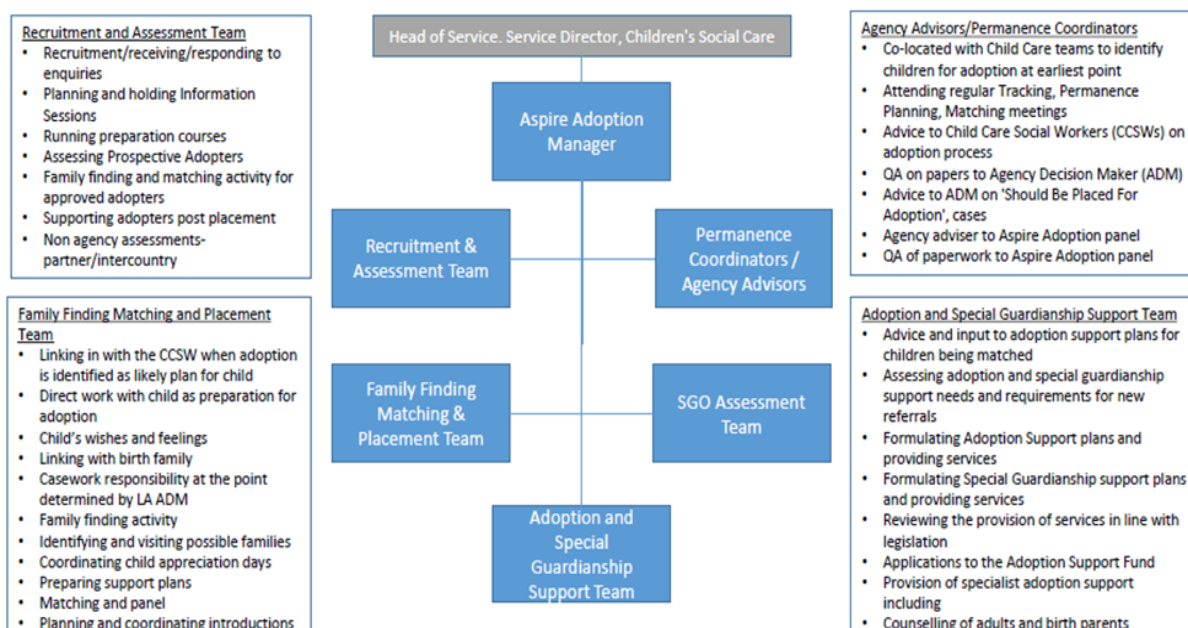 Recruitment and Assessment Team
• Recruitment/receiving/responding to
enquiries
• Planning and holding Information
Sessions
• Running preparation courses
• Assessing Prospective Adopters
• Family finding and matching activity for
approved adopters
• Supporting adopters post placement
• Non agency assessments-
partner/intercountry
Family Finding Matching and Placement
Team
• Linking in with the CCSW when adoption
is identified as likely plan for child
• Direct work with child as preparation for
adoption
• Child's wishes and feelings
• Linking with birth family
• Casework responsibility at the point
determined by LA ADM
• Family finding activity
• Identifying and visiting possible families
• Coordinating child appreciation days
• Preparing support plans
• Matching and panel
• Planning and coordinating introductions
Head of Service. Service Director, Children's Social Care
Aspire Adoption
Manager
Recruitment &
Assessment Team
Permanence
Coordinators /
Agency Advisors
Family Finding
Matching &
Placement Team
SGO Assessment
Team
Adoption and
Special
Guardianship
Support Team
Agency Advisors/Permanence Coordinators
• Co-located with Child Care teams to identify
children for adoption at earliest point
• Attending regular Tracking, Permanence
Planning, Matching meetings
• Advice to Child Care Social Workers (CCSWs) on
adoption process
• QA on papers to Agency Decision Maker (ADM)
• Advice to ADM on 'Should Be Placed For
Adoption', cases
• Agency adviser to Aspire Adoption panel
• QA of paperwork to Aspire Adoption panel
Adoption and Special Guardianship Support Team
• Advice and input to adoption support plans for
children being matched
• Assessing adoption and special guardianship
support needs and requirements for new
referrals
• Formulating Adoption Support plans and
providing services
• Formulating Special Guardianship support plans
and providing services
• Reviewing the provision of services in line with
legislation
• Applications to the Adoption Support Fund
• Provision of specialist adoption support
including
• Counselling of adults and birth parents